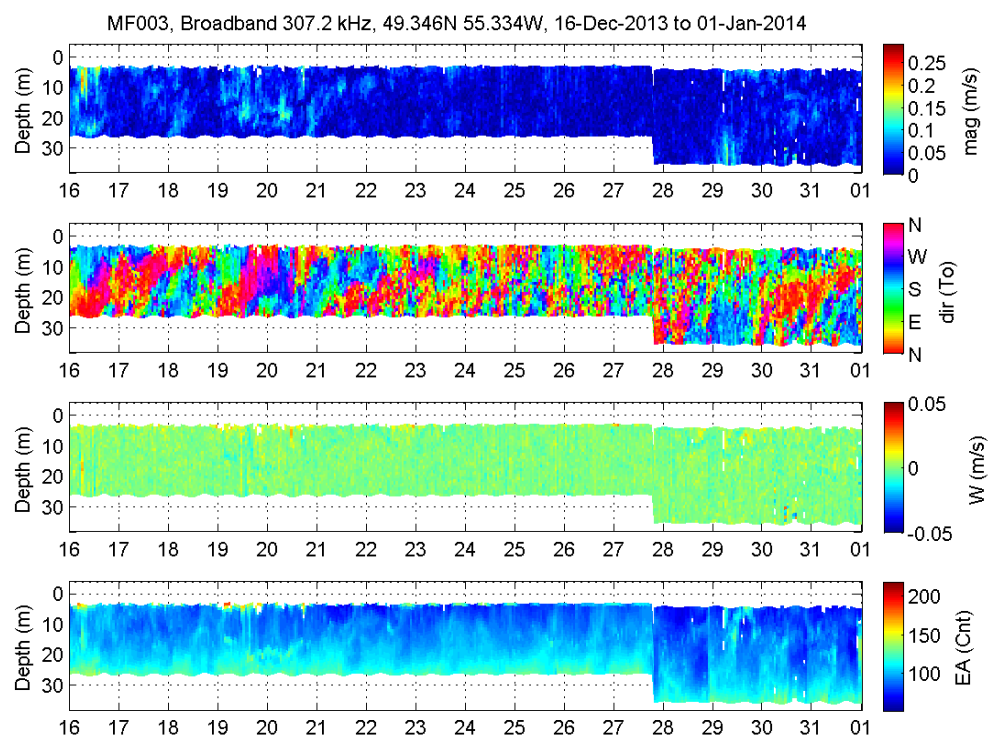 MF003, Broadband 307.2 kHz, 49.346N 55.334W, 16-Dec-2013 to 01-Jan-2014
Depth (m)
0
10
20
30
16 17 18 19 20 21 22 23 24 25 26 27 28 29 30 31 01
0.25
0.2
0.15
0.1
0.05
0
mag (m/s)
Depth (m)
0
10
20
30
16 17 18 19 20 21 22 23 24 25 26 27 28 29 30 31 01
N
W
S
E
N
dir (To)
Depth (m)
0
10
20
30
16 17 18 19 20 21 22 23 24 25 26 27 28 29 30 31 01
0.05
0
-0.05
W (m/s)
Depth (m)
0
10
20
30
16 17 18 19 20 21 22 23 24 25 26 27 28 29 30 31 01
200
150
100
EA (Cnt)